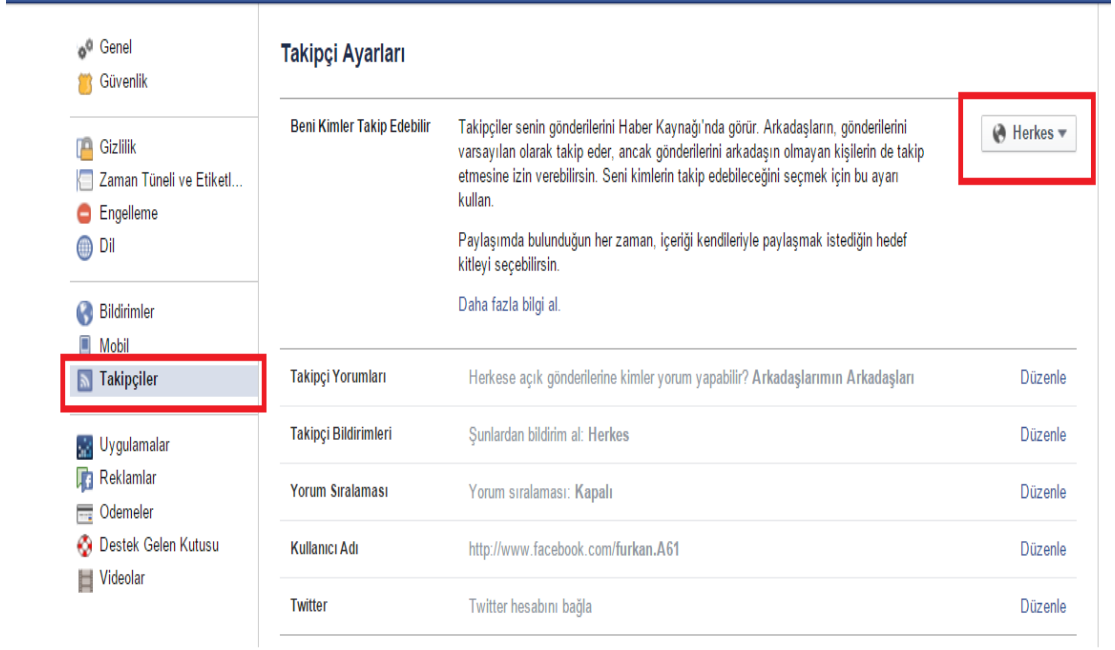 Genel
Güvenlik
Gizlilik
Zaman Tüneli ve Etiketl...
Engelleme
Dil
Bildirimler
Mobil
Takipçiler
Uygulamalar
Reklamlar
Ödemeler
Destek Gelen Kutusu
Videolar
Takipçi Ayarları
Beni Kimler Takip Edebilir
Takipçiler senin gönderilerini Haber Kaynağı'nda görür. Arkadaşların, gönderilerini
varsayılan olarak takip eder, ancak gönderilerini arkadaşın olmayan kişilerin de takip
etmesine izin verebilirsin. Seni kimlerin takip edebileceğini seçmek için bu ayarı
kullan.
Paylaşımda bulunduğun her zaman, içeriği kendileriyle paylaşmak istediğin hedef
kitleyi seçebilirsin.
Daha fazla bilgi al.
Herkes
Takipçi Yorumları Herkese açık gönderilerine kimler yorum yapabilir? Arkadaşlarımın Arkadaşları Düzenle
Takipçi Bildirimleri Şunlardan bildirim al: Herkes Düzenle
Yorum Sıralaması Yorum sıralaması: Kapalı Düzenle
Kullanıcı Adı http://www.facebook.com/furkan.A61 Düzenle
Twitter Twitter hesabını bağla Düzenle